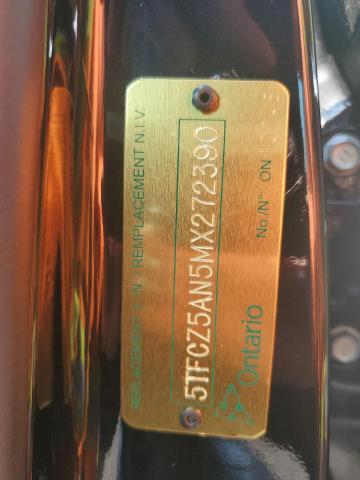 REPLACEMENT V.I.N. / REMPLACEMENT N.I.V.
5TFCZ5AN5MX272390
Ontario
No./N° ON